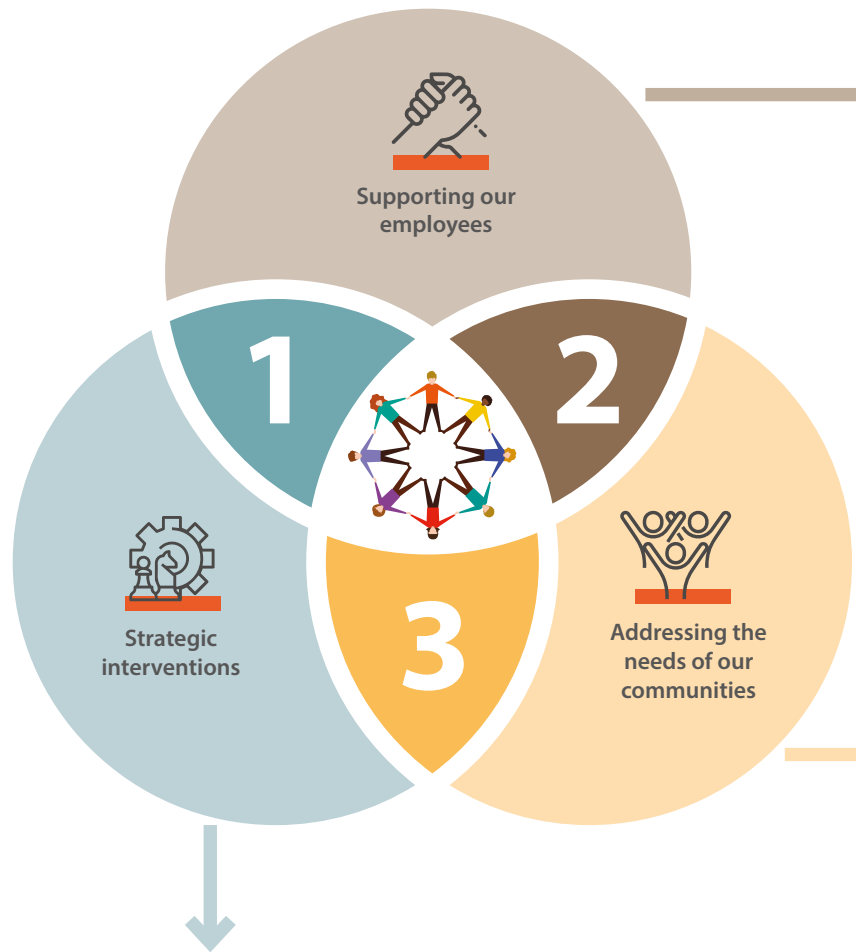 Supporting our
employees
1
2
3
Strategic
interventions
Addressing the
needs of our
communities